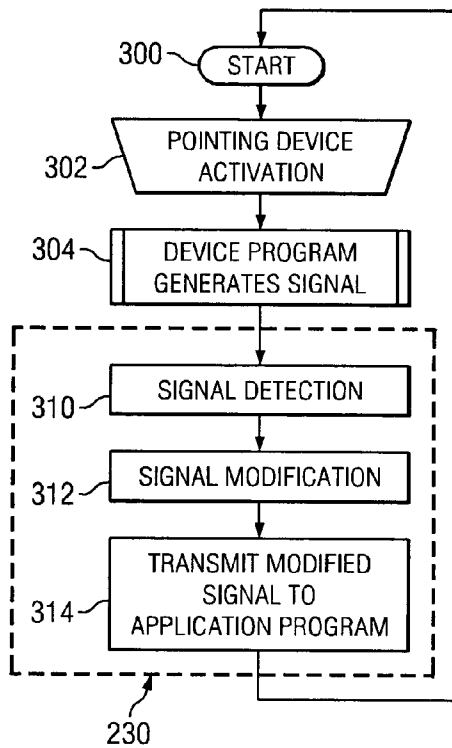 300
START
302
POINTING DEVICE
ACTIVATION
304
DEVICE PROGRAM
GENERATES SIGNAL
310
SIGNAL DETECTION
312
SIGNAL MODIFICATION
314
TRANSMIT MODIFIED
SIGNAL TO
APPLICATION PROGRAM
230